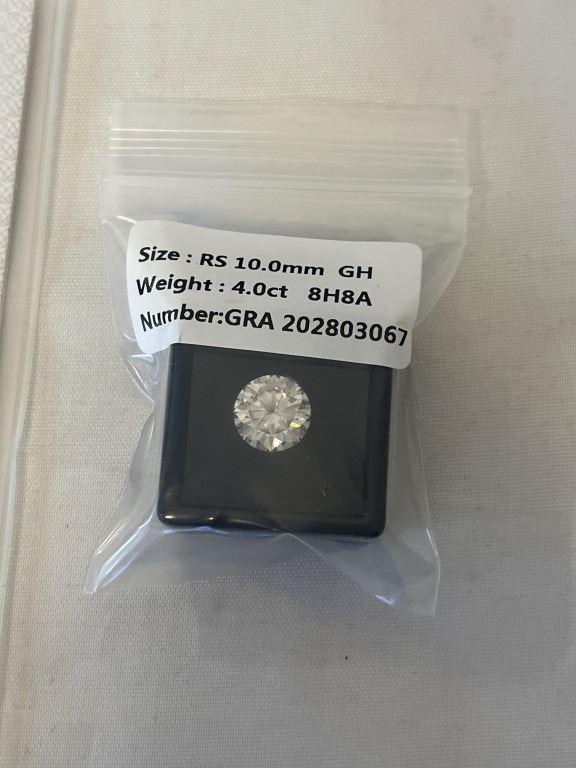 Size : RS 10.0mm GH
Weight : 4.0ct 8H8A
Number:GRA 202803067